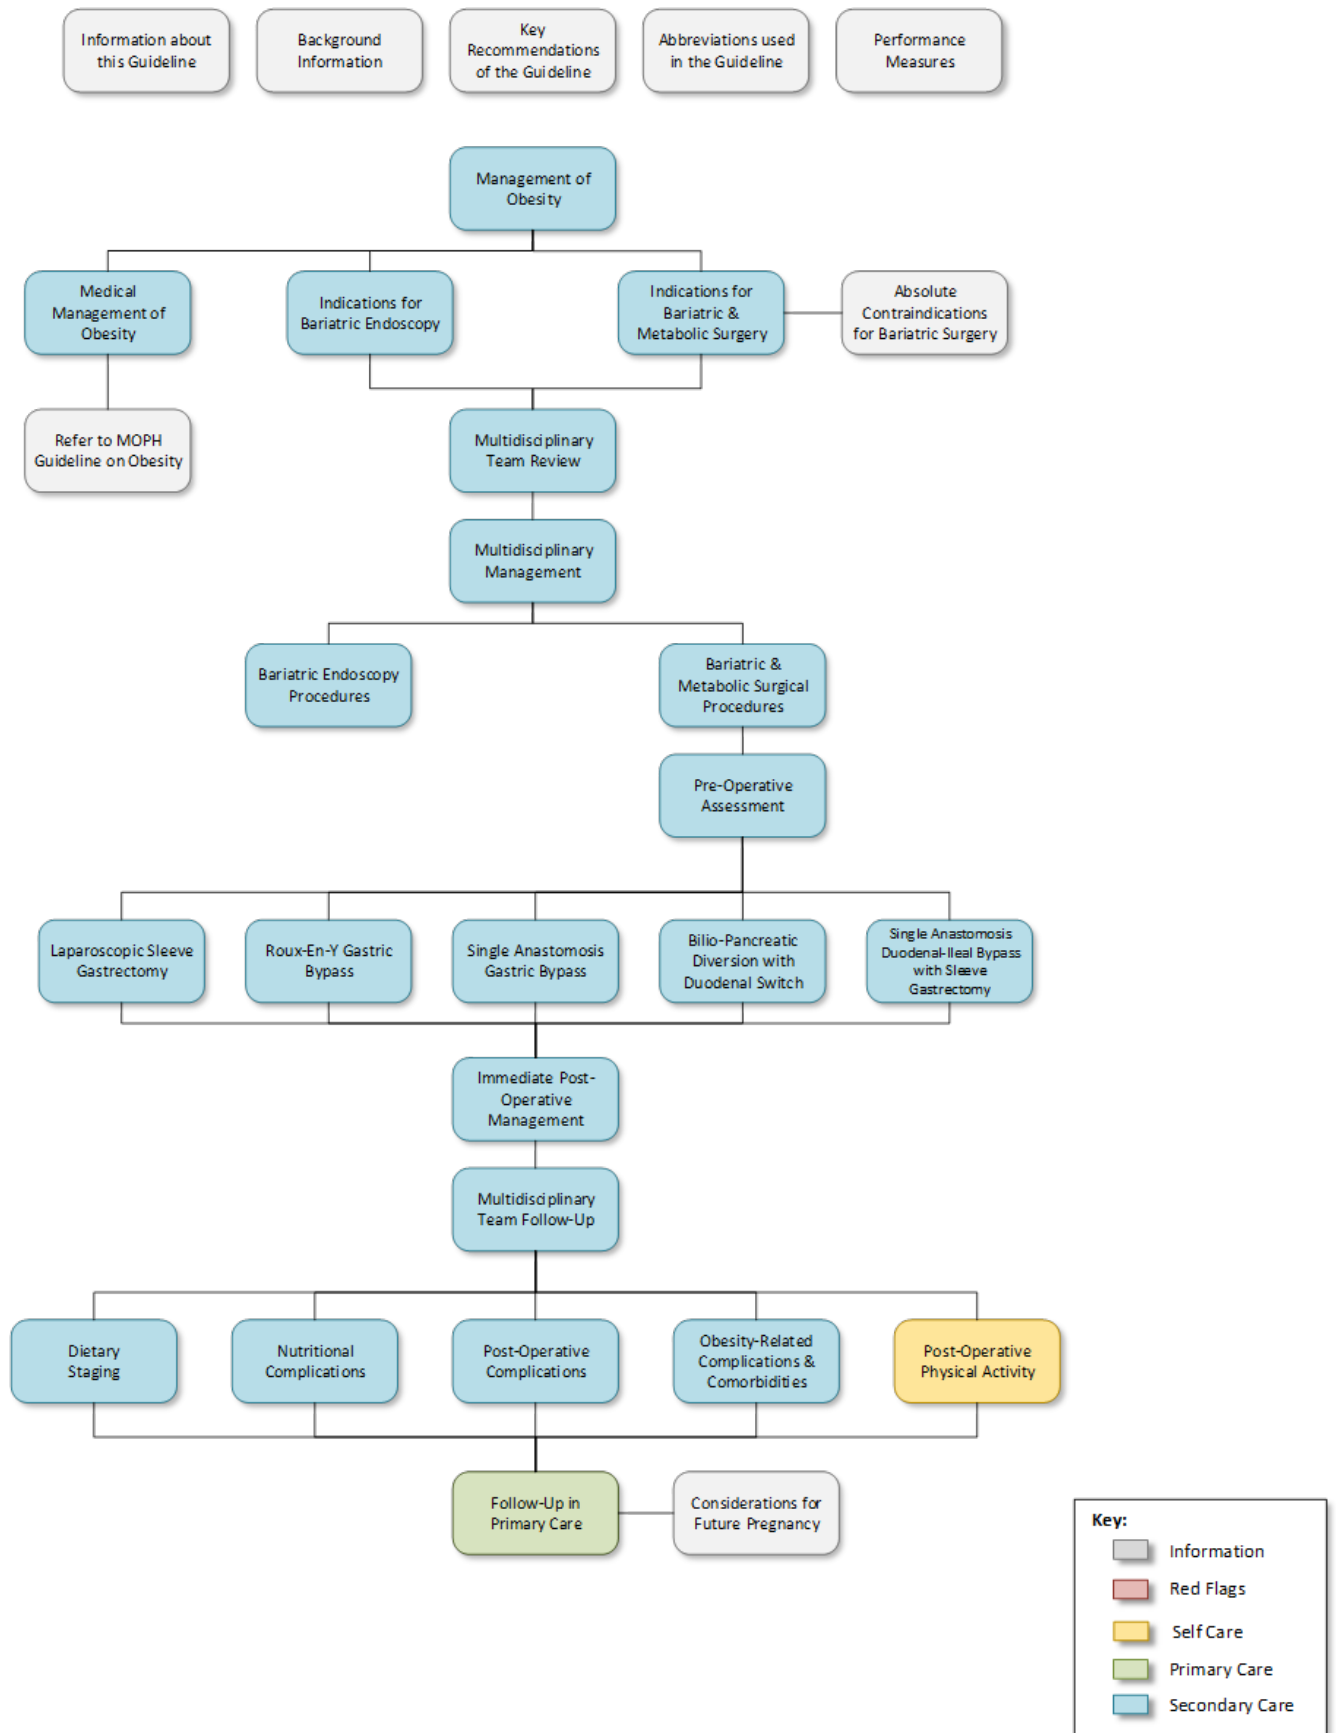 Information about
this Guideline
Background
Information
Key
Recommendations
of the Guideline
Abbreviations used
in the Guideline
Performance
Measures
Management of
Obesity
Medical
Management of
Obesity
Indications for
Bariatric Endoscopy
Indications for
Bariatric &
Metabolic Surgery
Absolute
Contraindications
for Bariatric Surgery
Refer to MOPH
Guideline on Obesity
Multidisciplinary
Team Review
Multidisciplinary
Management
Bariatric Endoscopy
Procedures
Bariatric &
Metabolic Surgical
Procedures
Pre-Operative
Assessment
Laparoscopic Sleeve
Gastrectomy
Roux-En-Y Gastric
Bypass
Single Anastomosis
Gastric Bypass
Bilio-Pancreatic
Diversion with
Duodenal Switch
Single Anastomosis
Duodenal-Ileal Bypass
with Sleeve
Gastrectomy
Immediate Post-
Operative
Management
Multidisciplinary
Team Follow-Up
Dietary
Staging
Nutritional
Complications
Post-Operative
Complications
Obesity-Related
Complications &
Comorbidities
Post-Operative
Physical Activity
Follow-Up in
Primary Care
Considerations for
Future Pregnancy
Key:
Information
Red Flags
Self Care
Primary Care
Secondary Care